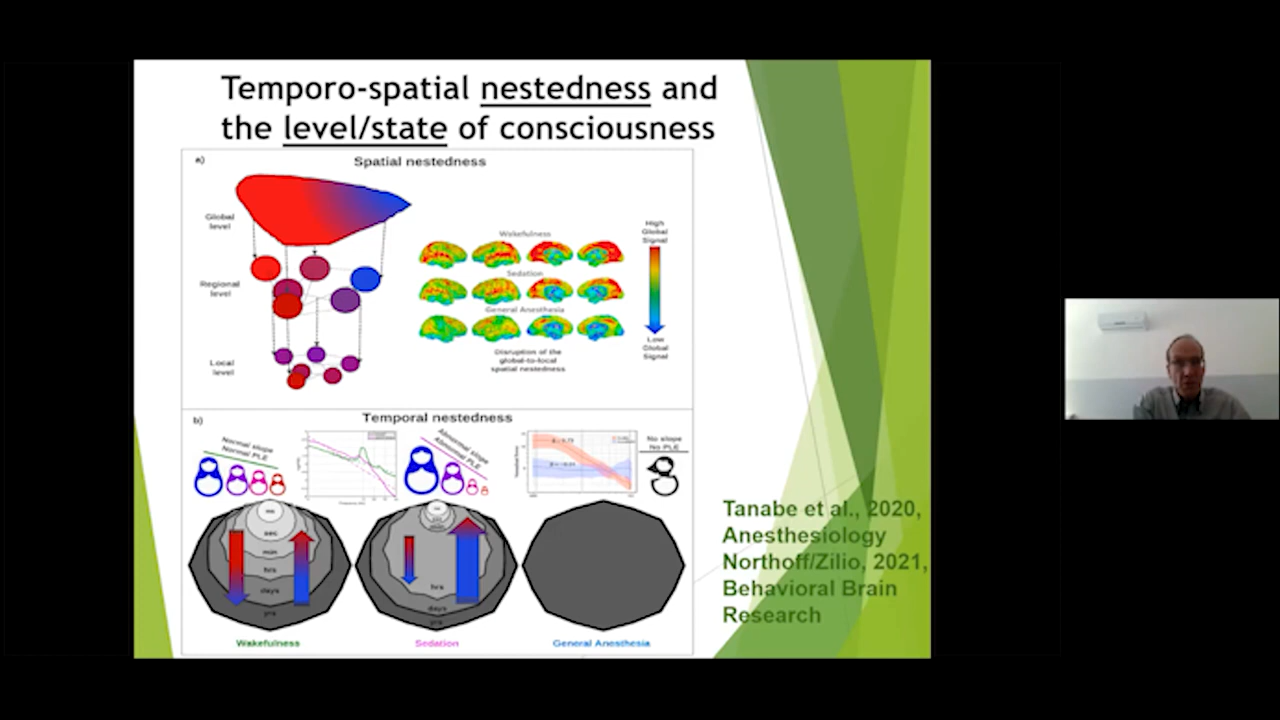 Temporo-spatial nestedness and
the level/state of consciousness
a)
Spatial nestedness
Global
level
Regional
level
Local
level
Wakefulness
Sedation
General Anesthesia
Disruption of the
global-to-local
spatial nestedness
High
Global
Signal
Low
Global
Signal
b)
Temporal nestedness
Normal slope
Normal PLE
Abnormal slope
Abnormal PLE
No slope
No PLE
sec
min
hrs
days
yrs
hrs
days
yrs
Wakefulness
Sedation
General Anesthesia
Tanabe et al., 2020,
Anesthesiology
Northoff/Zilio, 2021,
Behavioral Brain
Research